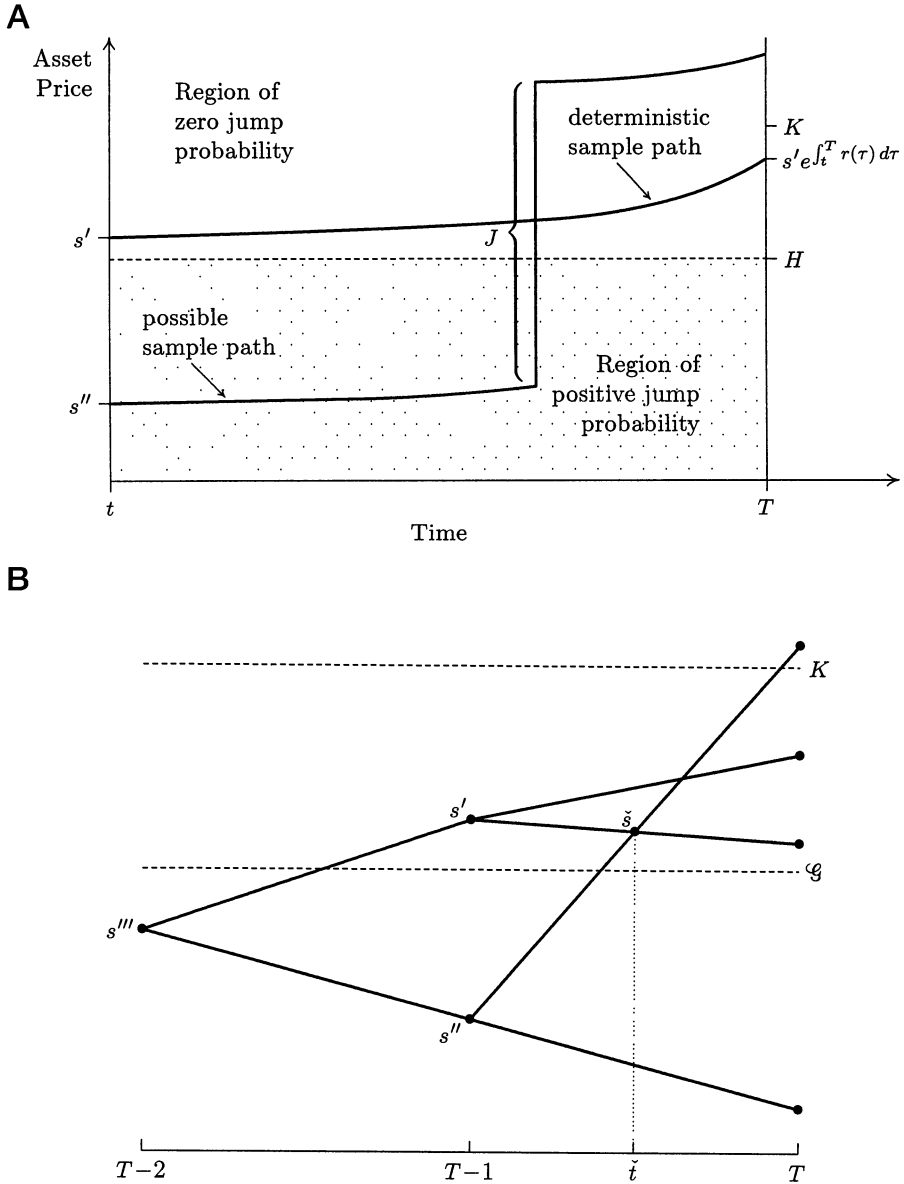 A
Asset
Price
Region of
zero jump
probability
deterministic
sample path
K
s′e^{∫_t^T r(τ) dτ}
s′
J
H
possible
sample path
Region of
positive jump
probability
s″
t
T
Time
B
K
s′
š
𝒢
s‴
s″
T−2
T−1
ť
T